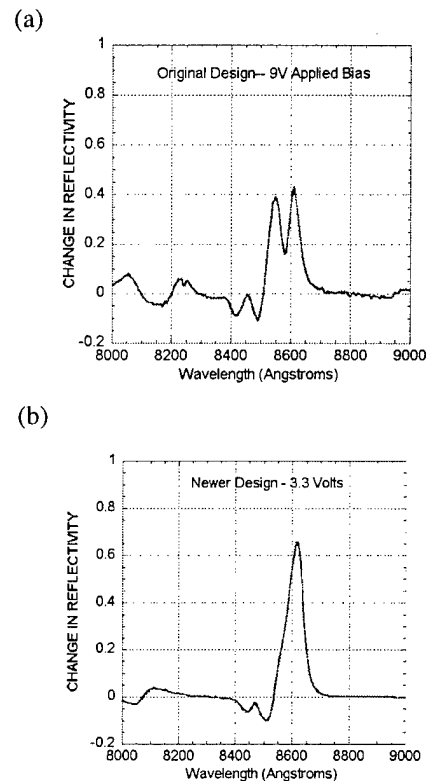 (a)
1
Original Design-- 9V Applied Bias
0.8
0.6
0.4
0.2
0
-0.2
CHANGE IN REFLECTIVITY
8000 8200 8400 8600 8800 9000
Wavelength (Angstroms)
(b)
1
Newer Design - 3.3 Volts
0.8
0.6
0.4
0.2
0
-0.2
CHANGE IN REFLECTIVITY
8000 8200 8400 8600 8800 9000
Wavelength (Angstroms)